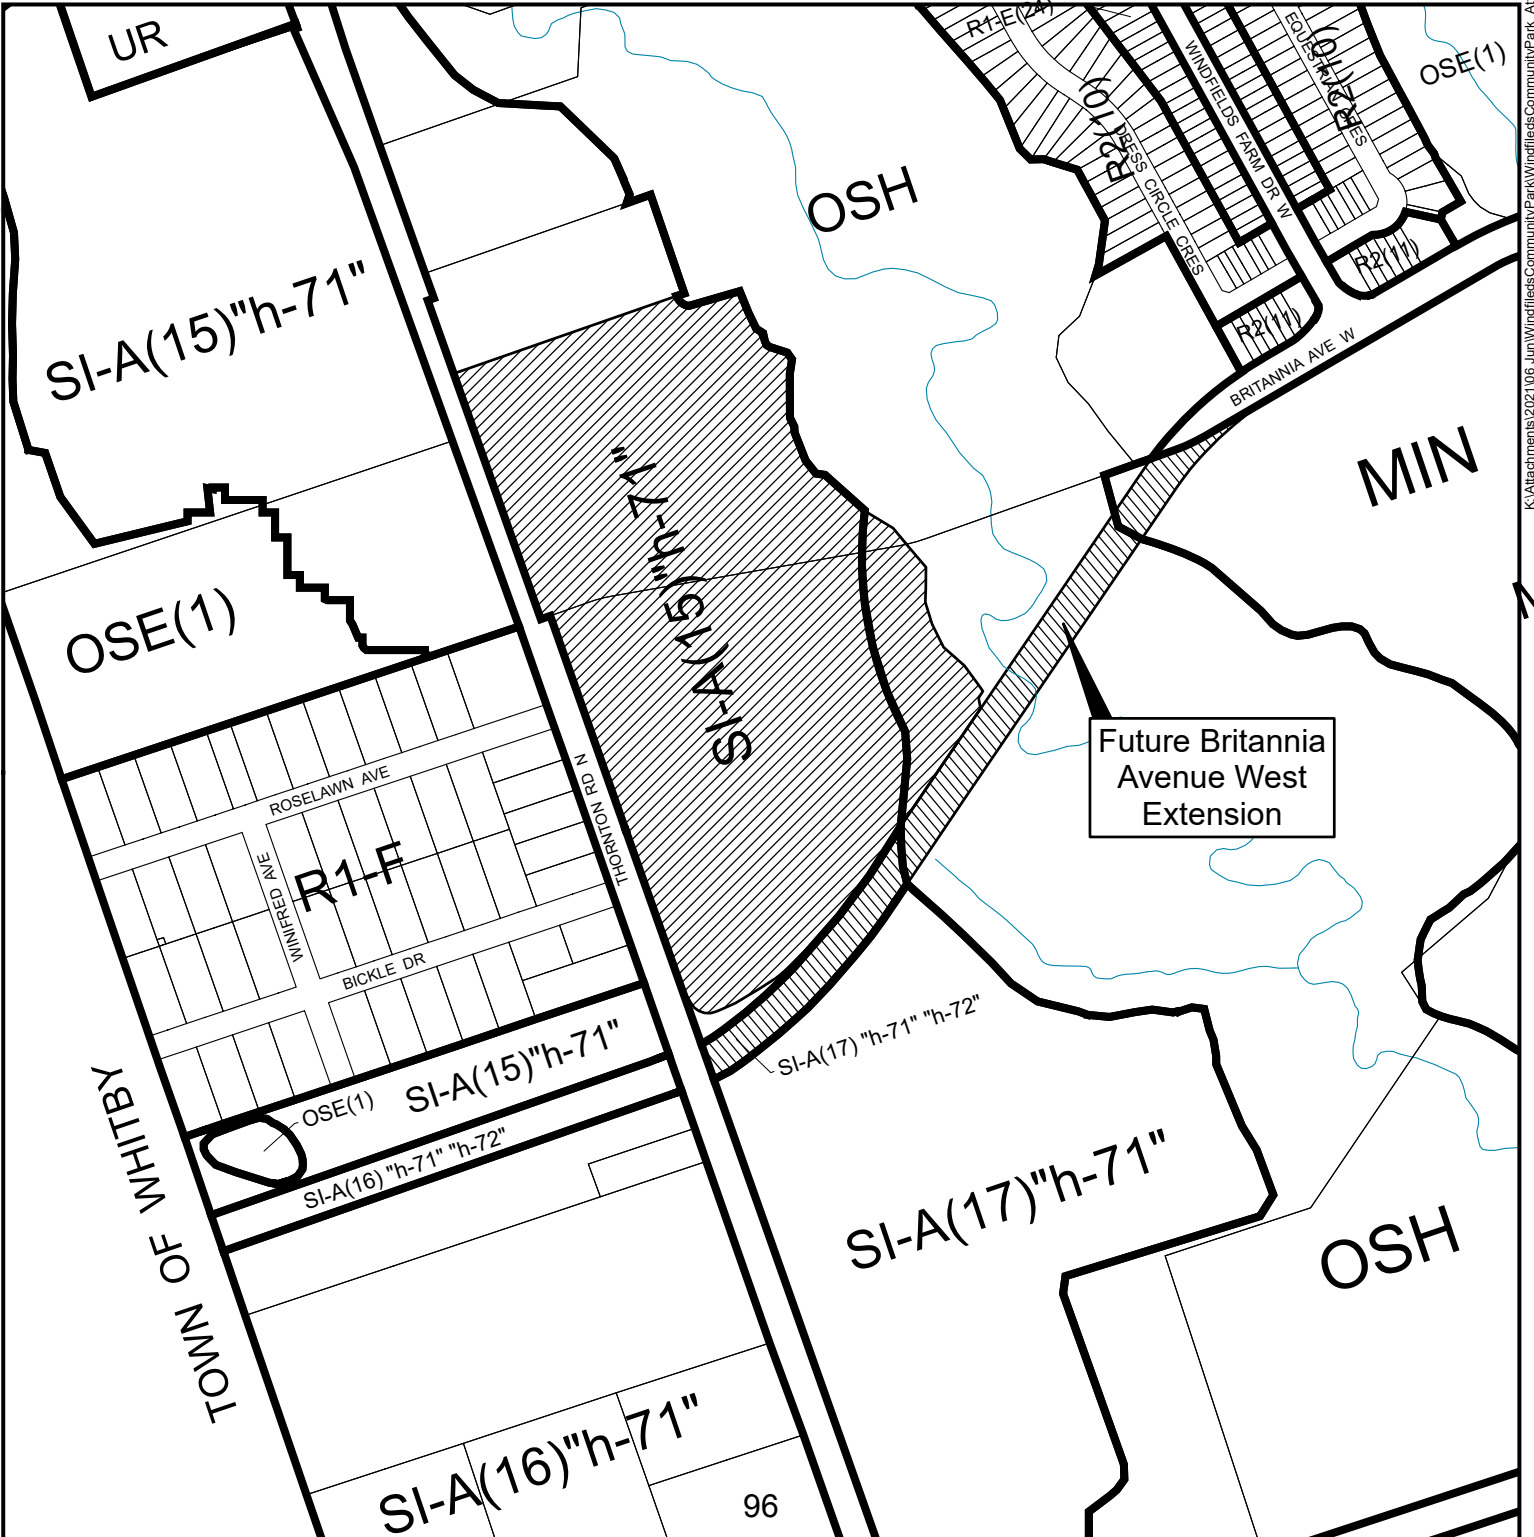 UR
R1-E(24)
R2(10)
DRESS CIRCLE CRES
WINDFIELDS FARM DR W
R2(10)
OSE(1)
OSH
R2(11)
R2(11)
BRITANNIA AVE W
SI-A(15)"h-71"
MIN
SI-A(15)"h-71"
OSE(1)
Future Britannia
Avenue West
Extension
ROSELAWN AVE
THORNTON RD N
R1-F
WINIFRED AVE
BICKLE DR
SI-A(17) "h-71" "h-72"
SI-A(15)"h-71"
OSE(1)
SI-A(16) "h-71" "h-72"
TOWN OF WHITBY
SI-A(17)"h-71"
OSH
SI-A(16)"h-71"
96